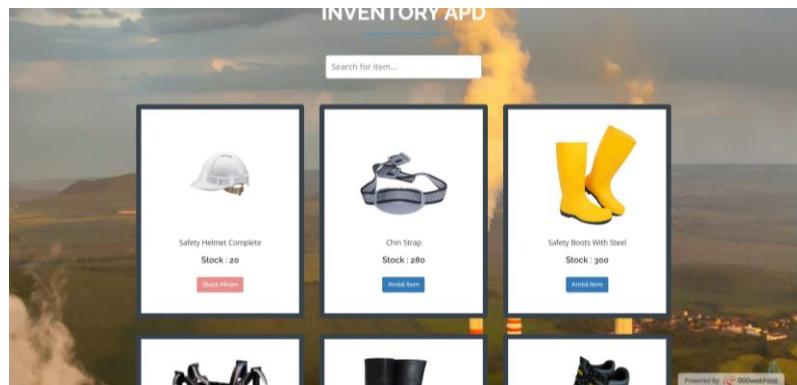 INVENTORY APD
Search for item...
Safety Helmet Complete
Stock : 20
Stock Minim
Chin Strap
Stock : 280
Ambil Item
Safety Boots With Steel
Stock : 300
Ambil Item
Powered by 000webhost